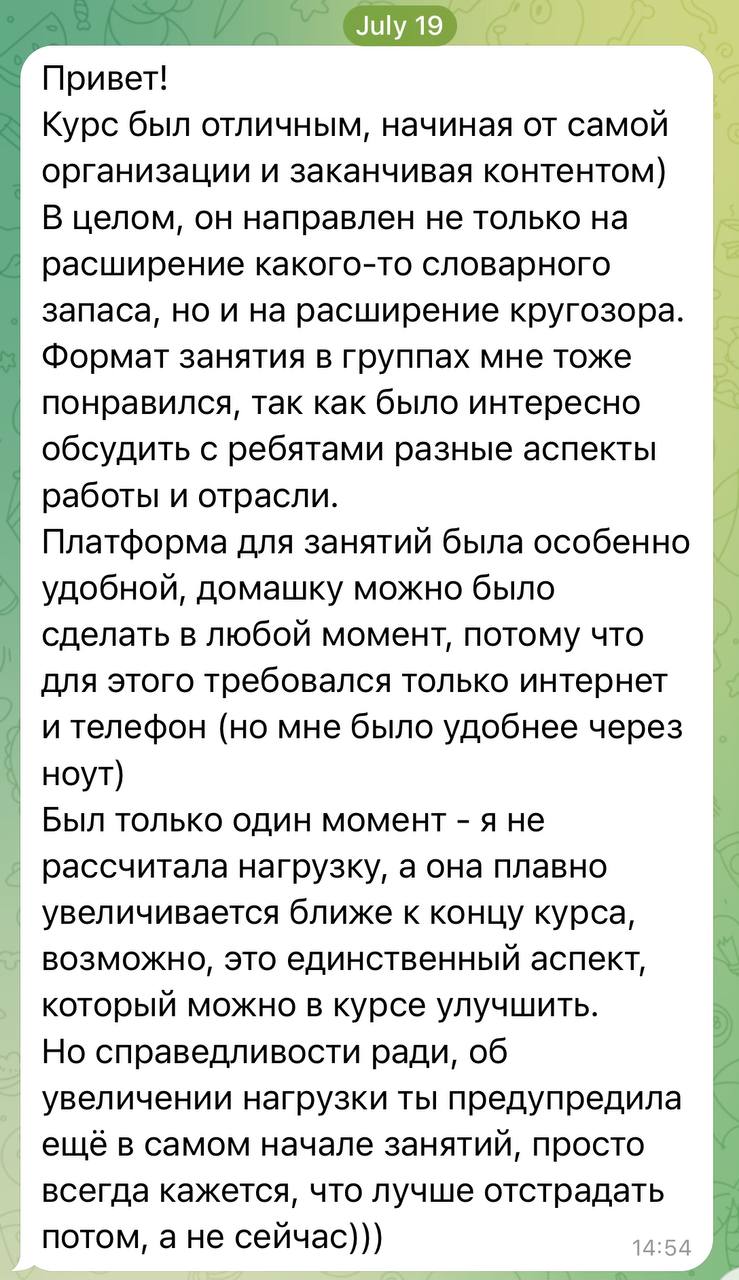 July 19
Привет!
Курс был отличным, начиная от самой
организации и заканчивая контентом)
В целом, он направлен не только на
расширение какого-то словарного
запаса, но и на расширение кругозора.
Формат занятия в группах мне тоже
понравился, так как было интересно
обсудить с ребятами разные аспекты
работы и отрасли.
Платформа для занятий была особенно
удобной, домашку можно было
сделать в любой момент, потому что
для этого требовался только интернет
и телефон (но мне было удобнее через
ноут)
Был только один момент - я не
рассчитала нагрузку, а она плавно
увеличивается ближе к концу курса,
возможно, это единственный аспект,
который можно в курсе улучшить.
Но справедливости ради, об
увеличении нагрузки ты предупредила
ещё в самом начале занятий, просто
всегда кажется, что лучше отстрадать
потом, а не сейчас)))
14:54